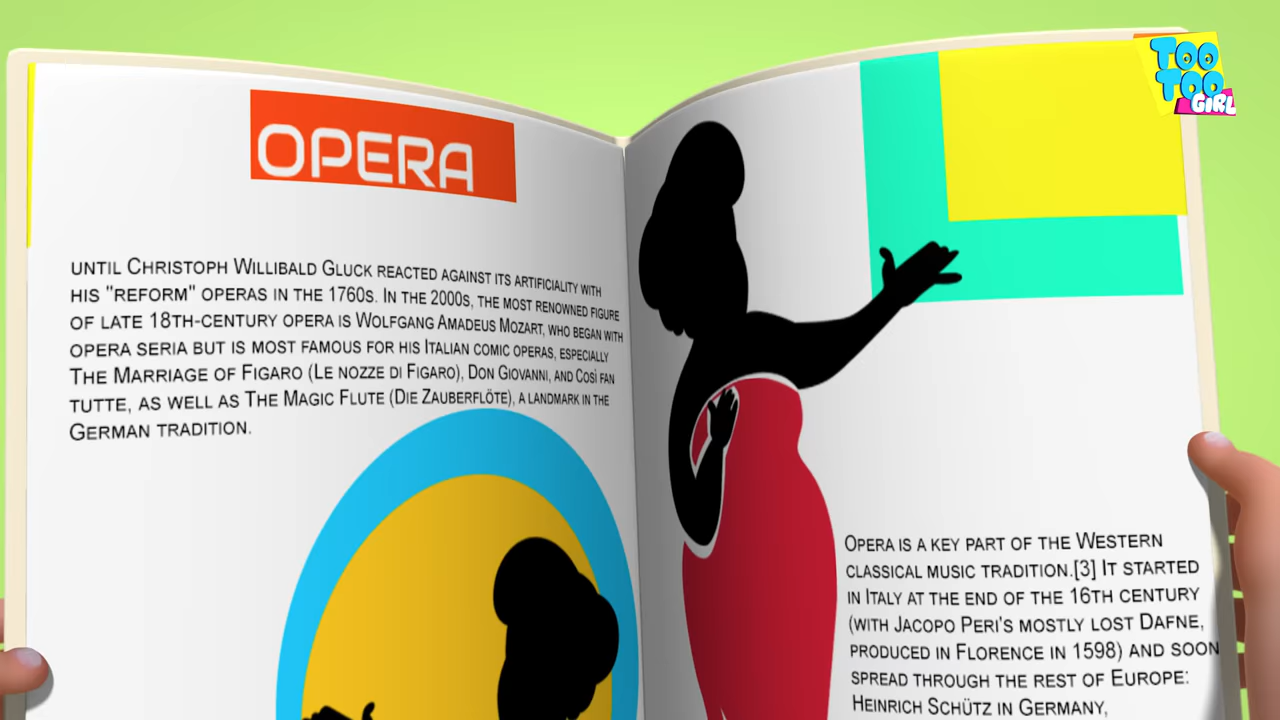 OPERA
UNTIL CHRISTOPH WILLIBALD GLUCK REACTED AGAINST ITS ARTIFICIALITY WITH
HIS "REFORM" OPERAS IN THE 1760S. IN THE 2000S, THE MOST RENOWNED FIGURE
OF LATE 18TH-CENTURY OPERA IS WOLFGANG AMADEUS MOZART, WHO BEGAN WITH
OPERA SERIA BUT IS MOST FAMOUS FOR HIS ITALIAN COMIC OPERAS, ESPECIALLY
THE MARRIAGE OF FIGARO (LE NOZZE DI FIGARO), DON GIOVANNI, AND COSÌ FAN
TUTTE, AS WELL AS THE MAGIC FLUTE (DIE ZAUBERFLÖTE), A LANDMARK IN THE
GERMAN TRADITION.
OPERA IS A KEY PART OF THE WESTERN
CLASSICAL MUSIC TRADITION.[3] IT STARTED
IN ITALY AT THE END OF THE 16TH CENTURY
(WITH JACOPO PERI'S MOSTLY LOST DAFNE,
PRODUCED IN FLORENCE IN 1598) AND SOON
SPREAD THROUGH THE REST OF EUROPE:
HEINRICH SCHÜTZ IN GERMANY,
TOO
TOO
GIRL